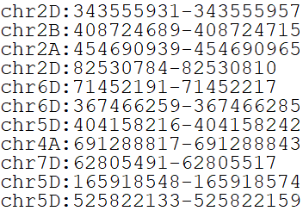 chr2D:343555931-343555957
chr2B:408724689-408724715
chr2A:454690939-454690965
chr2D:82530784-82530810
chr6D:71452191-71452217
chr6D:367466259-367466285
chr5D:404158216-404158242
chr4A:691288817-691288843
chr7D:62805491-62805517
chr5D:165918548-165918574
chr5D:525822133-525822159